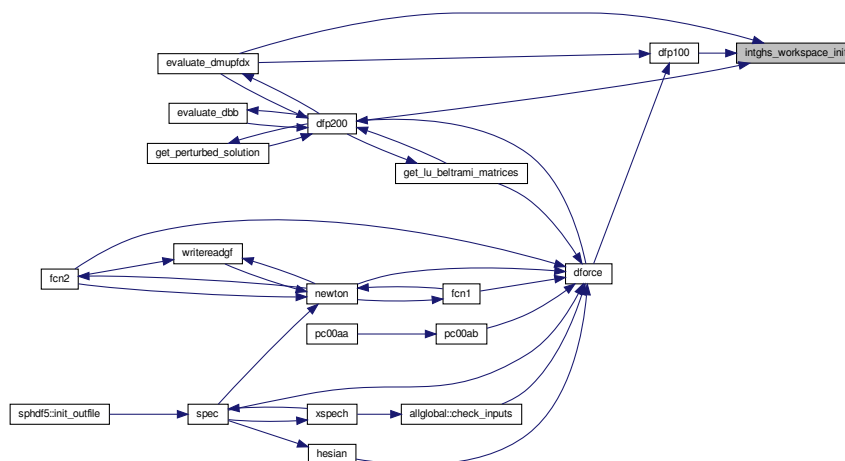 dfp100
intghs_workspace_init
evaluate_dmupfdx
evaluate_dbb
dfp200
get_perturbed_solution
get_lu_beltrami_matrices
writereadgf
fcn2
dforce
newton
fcn1
pc00aa
pc00ab
sphdf5::init_outfile
spec
xspech
allglobal::check_inputs
hesian